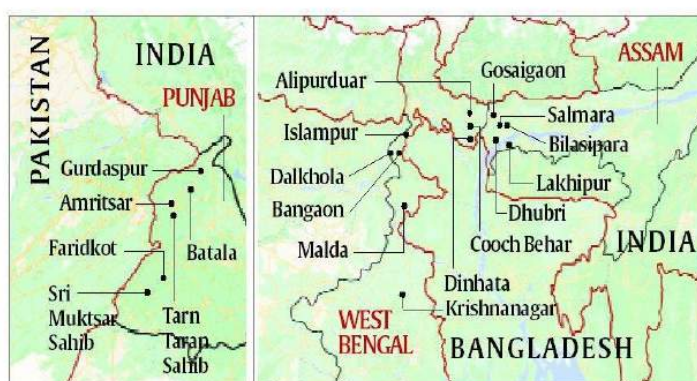 PAKISTAN
INDIA
PUNJAB
Gurdaspur
Amritsar
Batala
Faridkot
Sri
Muktsar
Sahib
Tarn
Taran
Sahib
ASSAM
Gosaigaon
Alipurduar
Salmara
Islampur
Bilasipara
Dalkhola
Lakhipur
Bangaon
Dhubri
Malda
Cooch Behar
INDIA
Dinhata
Krishnanagar
WEST
BENGAL
BANGLADESH